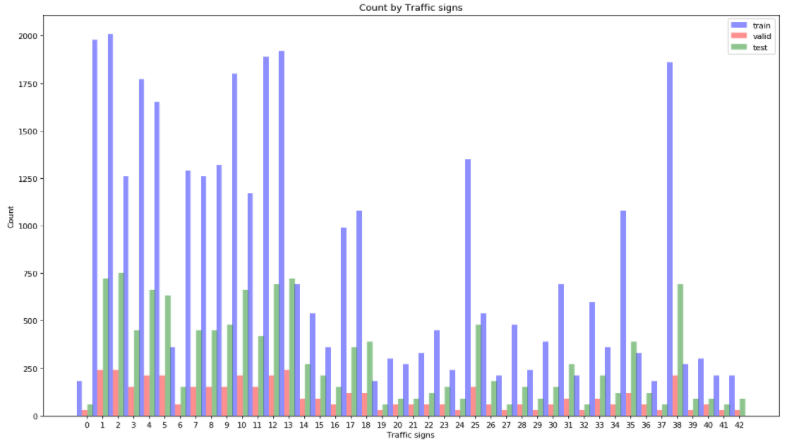 Count by Traffic signs
train
valid
test
2000
1750
1500
1250
1000
750
500
250
0
Count
0 1 2 3 4 5 6 7 8 9 10 11 12 13 14 15 16 17 18 19 20 21 22 23 24 25 26 27 28 29 30 31 32 33 34 35 36 37 38 39 40 41 42
Traffic signs